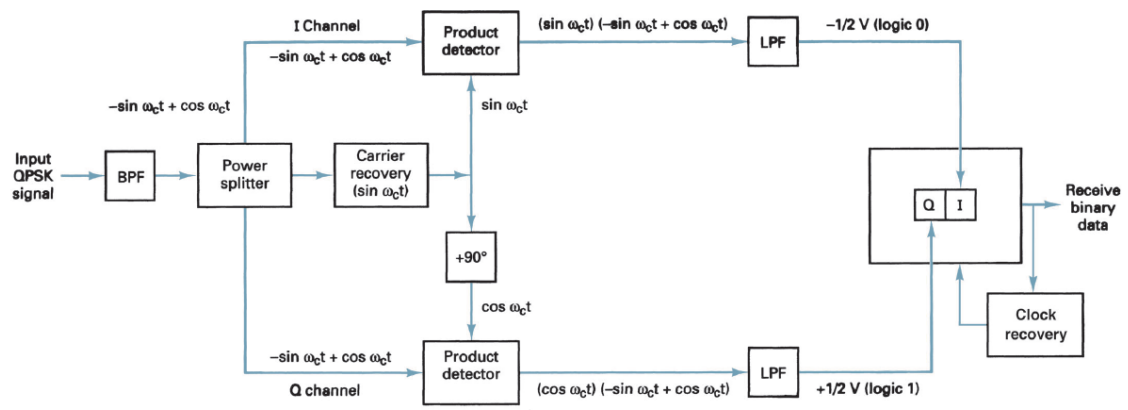 I Channel
−sin ωct + cos ωct
Product
detector
(sin ωct) (−sin ωct + cos ωct)
LPF
−1/2 V (logic 0)
−sin ωct + cos ωct
sin ωct
Input
QPSK
signal
BPF
Power
splitter
Carrier
recovery
(sin ωct)
Q I
Receive
binary
data
+90°
cos ωct
Clock
recovery
−sin ωct + cos ωct
Q channel
Product
detector
(cos ωct) (−sin ωct + cos ωct)
LPF
+1/2 V (logic 1)